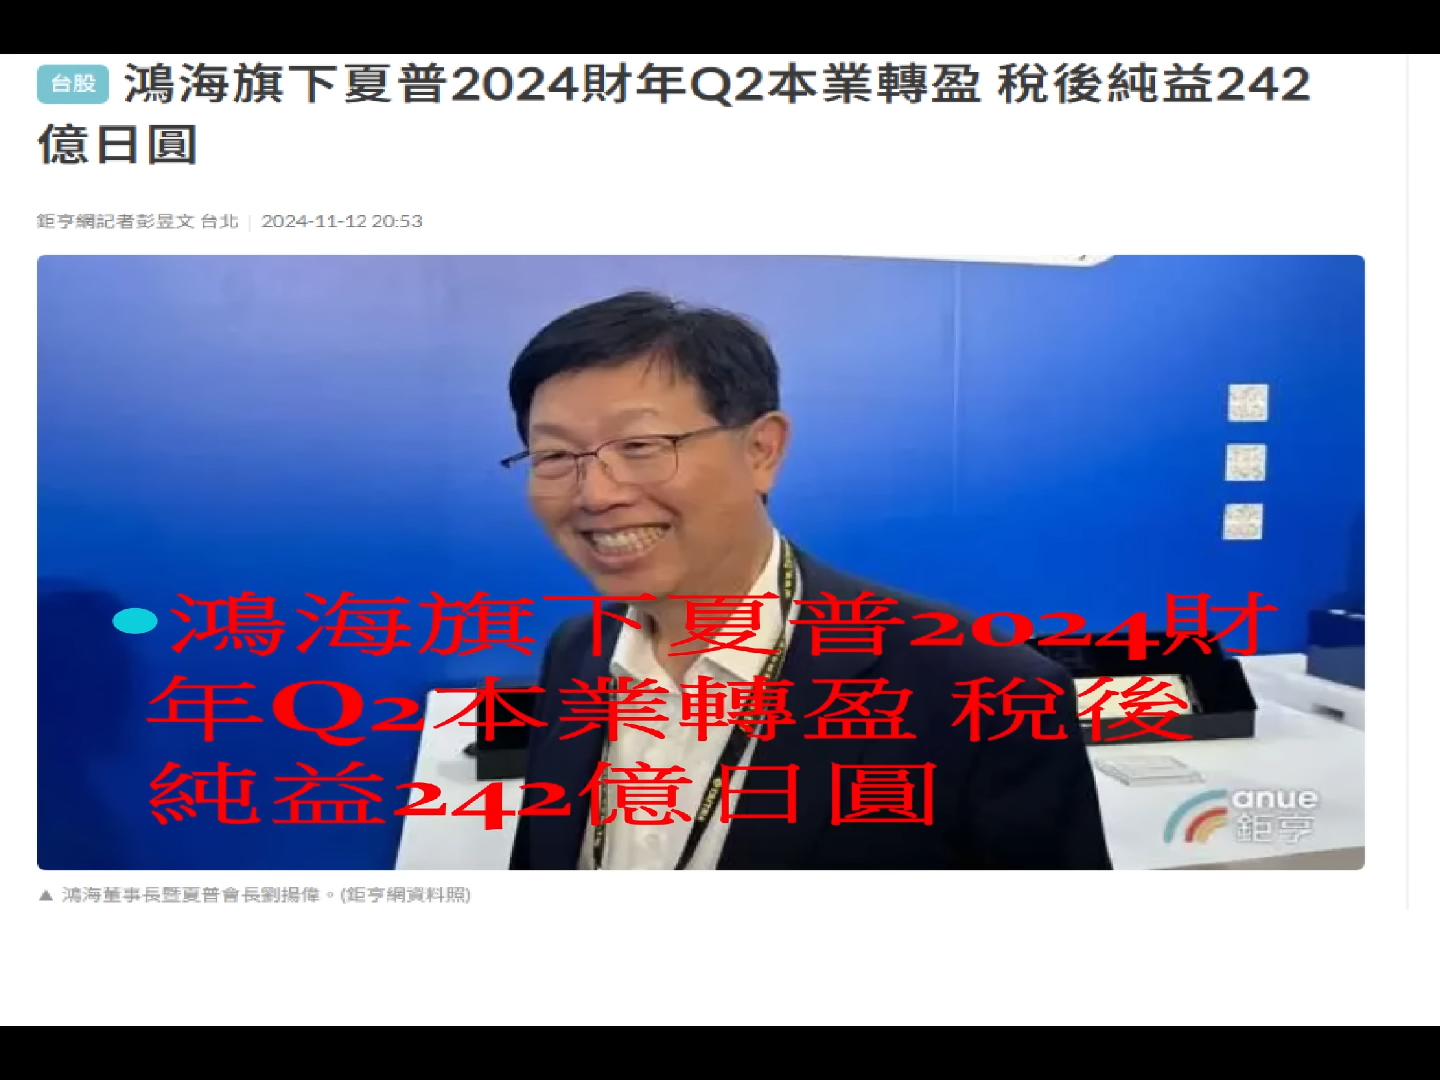 台股 鴻海旗下夏普2024財年Q2本業轉盈 稅後純益242
億日圓
鉅亨網記者彭昱文 台北 | 2024-11-12 20:53
•鴻海旗下夏普2024財
年Q2本業轉盈 稅後
純益242億日圓
anue
鉅亨
▲ 鴻海董事長暨夏普會長劉揚偉。(鉅亨網資料照)